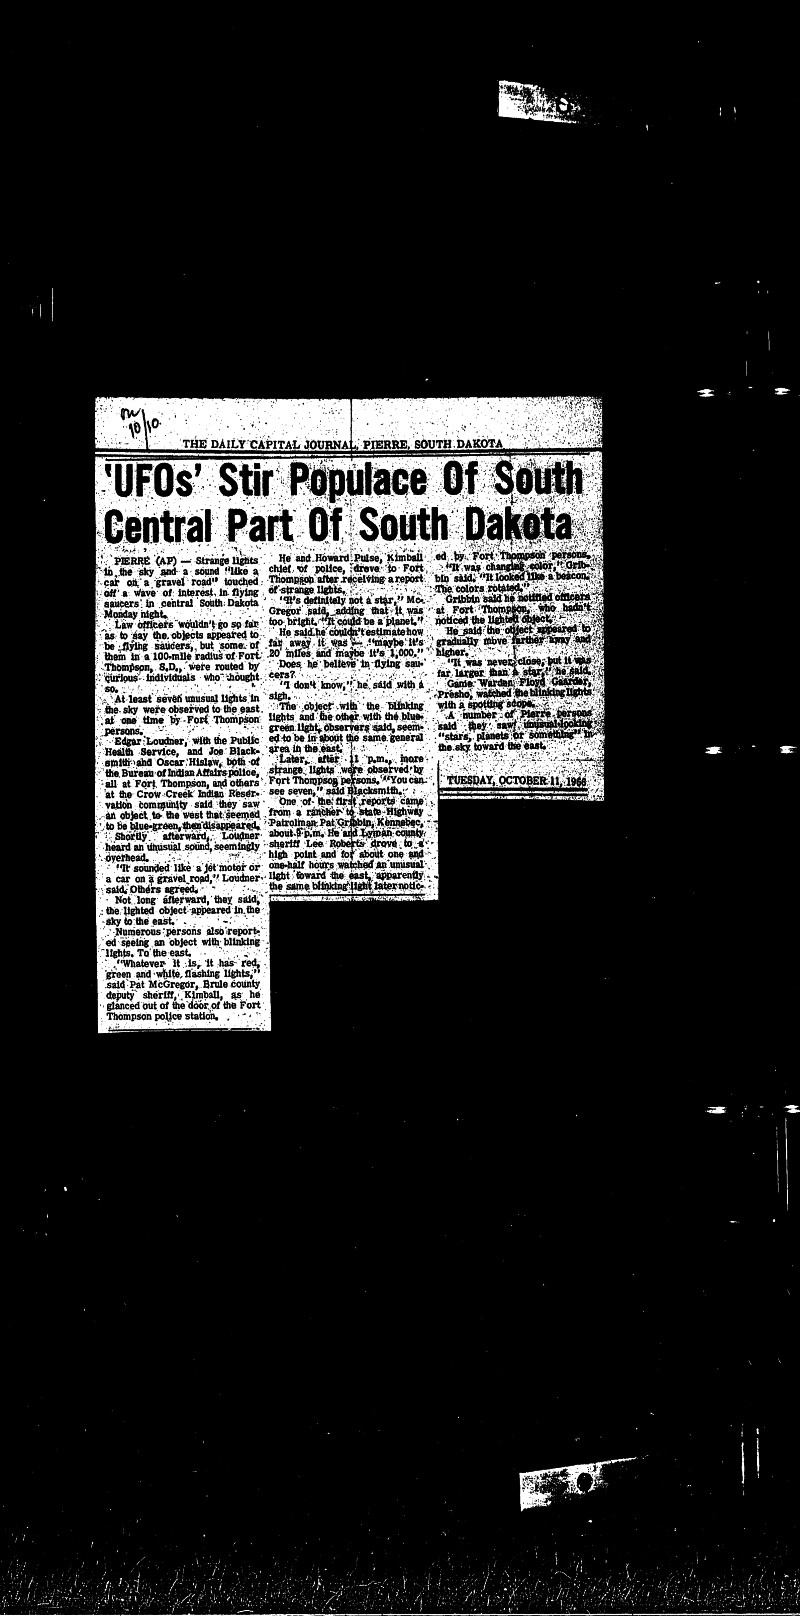 on
10/10
THE DAILY CAPITAL JOURNAL, PIERRE, SOUTH DAKOTA
'UFOs' Stir Populace Of South
Central Part Of South Dakota
PIERRE (AP) — Strange lights
in the sky and a sound "like a
car on a gravel road" touched
off a wave of interest in flying
saucers in central South Dakota
Monday night.
Law officers wouldn't go so far
as to say the objects appeared to
be flying saucers, but some of
them in a 100-mile radius of Fort
Thompson, S.D., were routed by
curious individuals who thought
so.
At least seven unusual lights in
the sky were observed to the east
at one time by Fort Thompson
persons.
Edgar Loudner, with the Public
Health Service, and Joe Black-
smith and Oscar Hislaw, both of
the Bureau of Indian Affairs police,
all at Fort Thompson, and others
at the Crow Creek Indian Reser-
vation community said they saw
an object to the west that seemed
to be blue-green, then disappeared.
Shortly afterward, Loudner
heard an unusual sound, seemingly
overhead.
"It sounded like a jet motor or
a car on a gravel road," Loudner
said. Others agreed.
Not long afterward, they said,
the lighted object appeared in the
sky to the east.
Numerous persons also report-
ed seeing an object with blinking
lights. To the east.
"Whatever it is, it has red,
green and white flashing lights,"
said Pat McGregor, Brule county
deputy sheriff, Kimball, as he
glanced out of the door of the Fort
Thompson police station.
He and Howard Pulse, Kimball
chief of police, drove to Fort
Thompson after receiving a report
of strange lights.
"It's definitely not a star," Mc-
Gregor said, adding that it was
too bright. "It could be a planet."
He said he couldn't estimate how
far away it was — "maybe it's
20 miles and maybe it's 1,000."
Does he believe in flying sau-
cers?
"I don't know," he said with a
sigh.
The object with the blinking
lights and the other with the blue-
green light, observers said, seem-
ed to be in about the same general
area in the east.
Later, after 11 p.m., more
strange lights were observed by
Fort Thompson persons. "You can
see seven," said Blacksmith.
One of the first reports came
from a rancher to state Highway
Patrolman Pat Gribbin, Kennebec,
about 9 p.m. He and Lyman county
sheriff Lee Roberts drove to a
high point and for about one and
one-half hours watched an unusual
light toward the east, apparently
the same blinking light later notic-
ed by Fort Thompson persons.
"It was changing color," Grib-
bin said. "It looked like a beacon.
The colors rotated."
Gribbin said he notified officers
at Fort Thompson, who hadn't
noticed the lighted object.
He said the object appeared to
gradually move farther away and
higher.
"It was never close, but it was
far larger than a star," he said.
Game Warden Floyd Gaarder,
Presho, watched the blinking lights
with a spotting scope.
A number of Pierre persons
said they saw unusual-looking
"stars, planets or something" in
the sky toward the east.
TUESDAY, OCTOBER 11, 1966